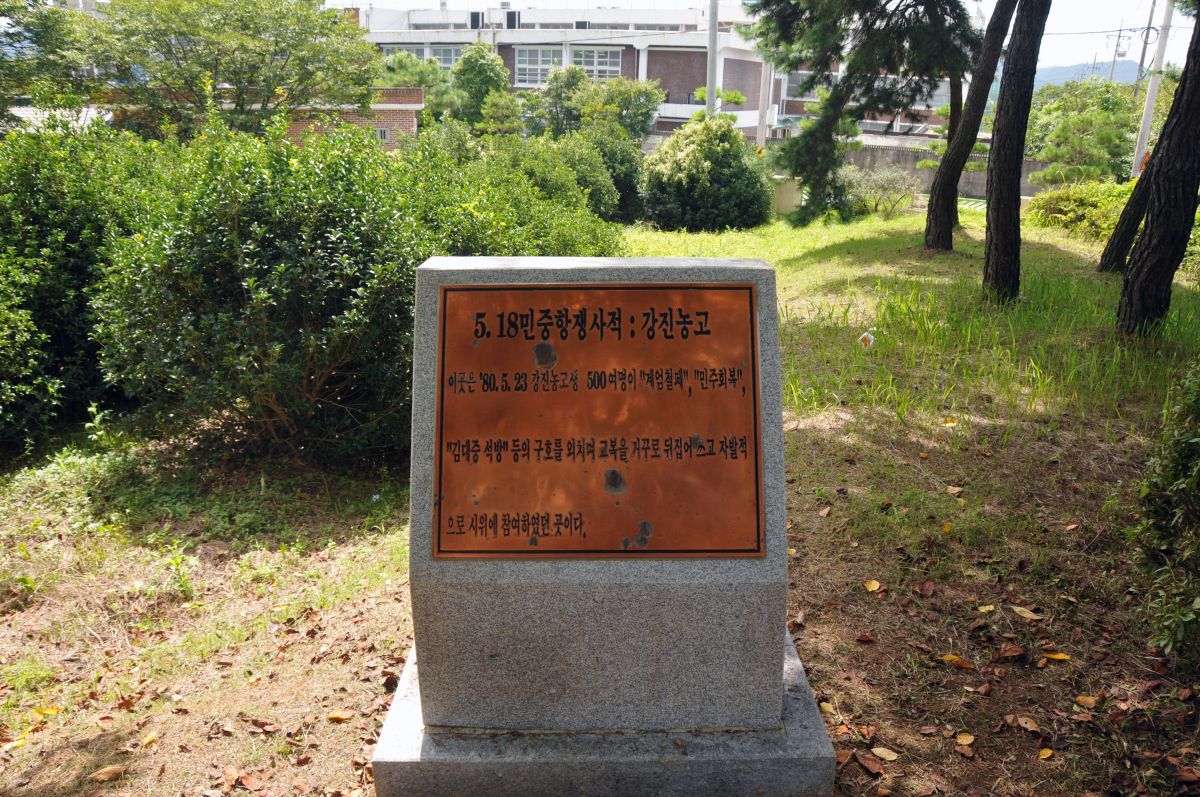 5.18민중항쟁사적 : 강진농고
이곳은 '80. 5. 23 강진농고생 500여명이 "계엄철폐", "민주회복",
"김대중 석방" 등의 구호를 외치며 교복을 거꾸로 뒤집어 쓰고 자발적
으로 시위에 참여하였던 곳이다.